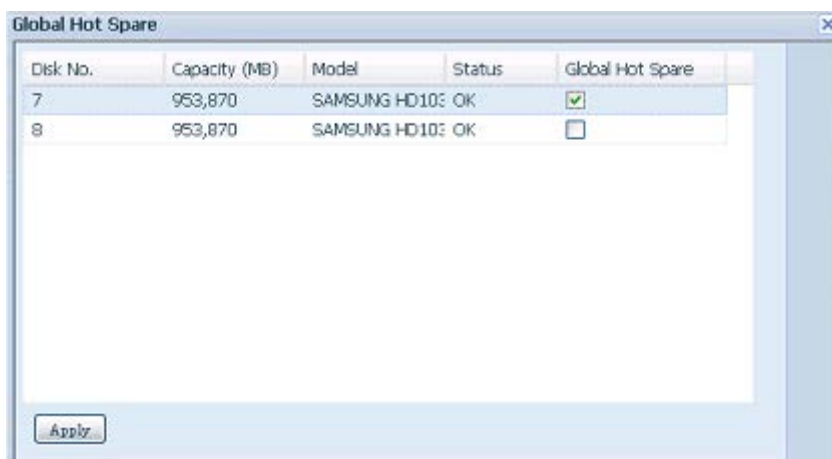 Global Hot Spare
Disk No. Capacity (MB) Model Status Global Hot Spare
7 953,870 SAMSUNG HD103 OK
8 953,870 SAMSUNG HD103 OK
Apply